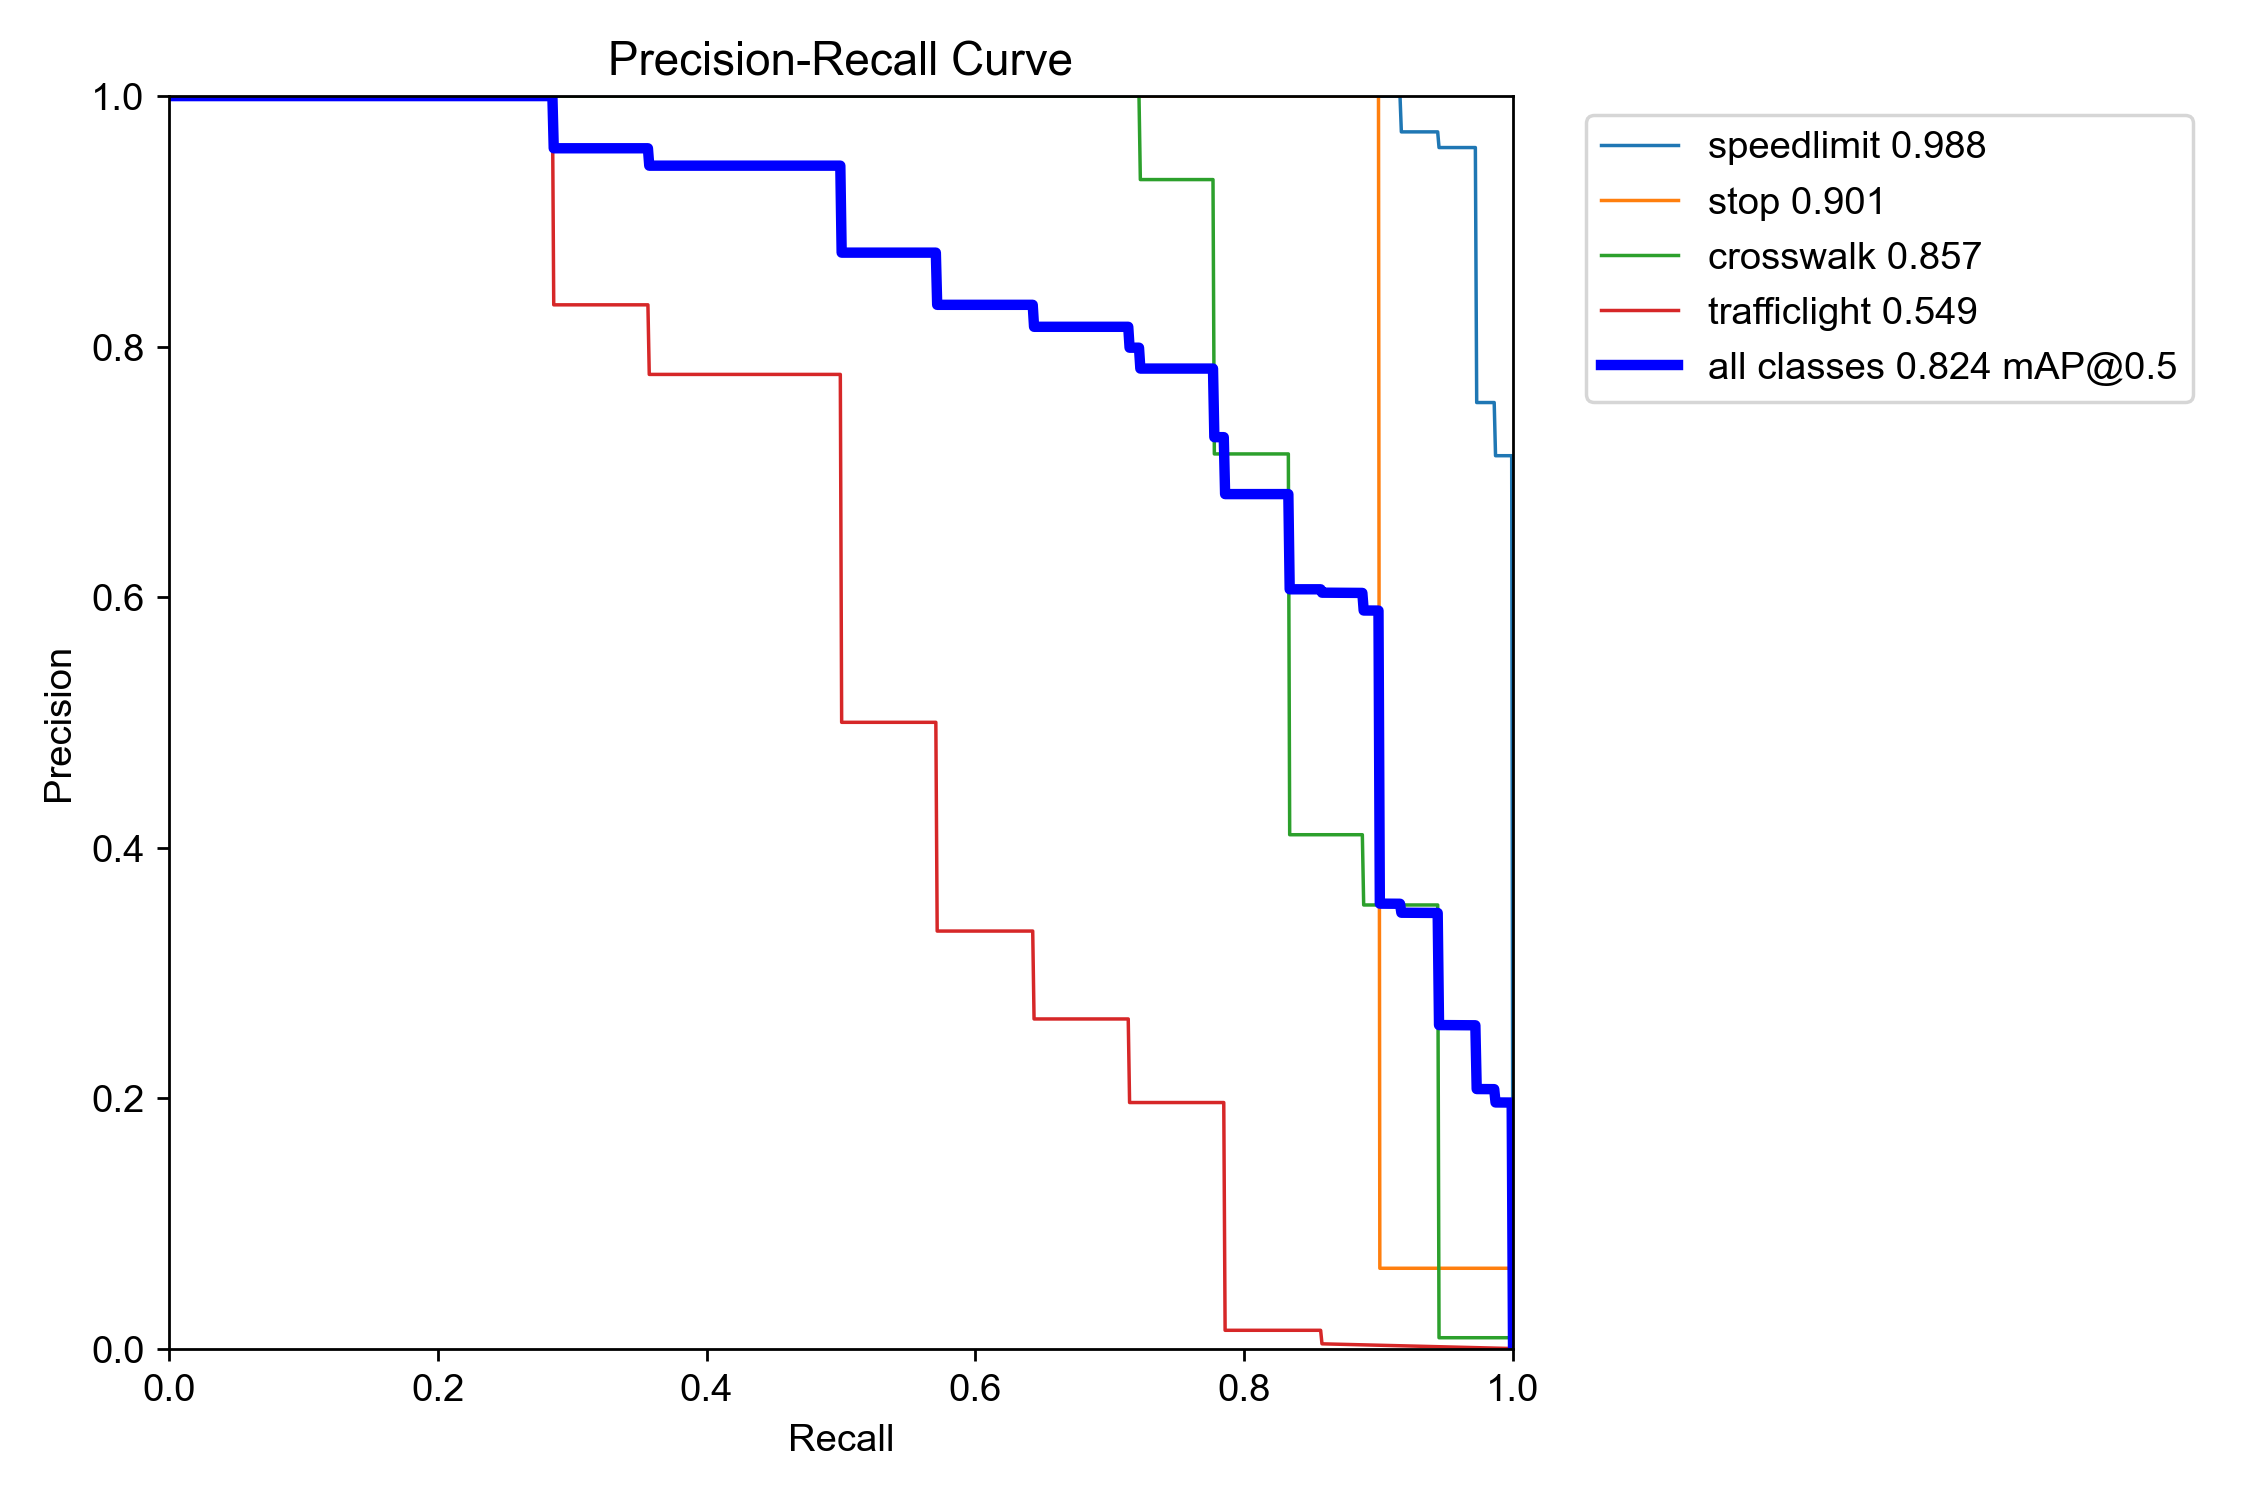 Precision-Recall Curve
1.0
0.8
0.6
0.4
0.2
0.0
Precision
0.0 0.2 0.4 0.6 0.8 1.0
Recall
speedlimit 0.988
stop 0.901
crosswalk 0.857
trafficlight 0.549
all classes 0.824 mAP@0.5